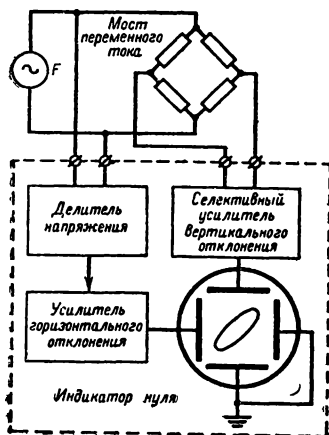 Мост
переменного
тока
F
Делитель
напряжения
Селективный
усилитель
вертикального
отклонения
Усилитель
горизонтального
отклонения
Индикатор нуля